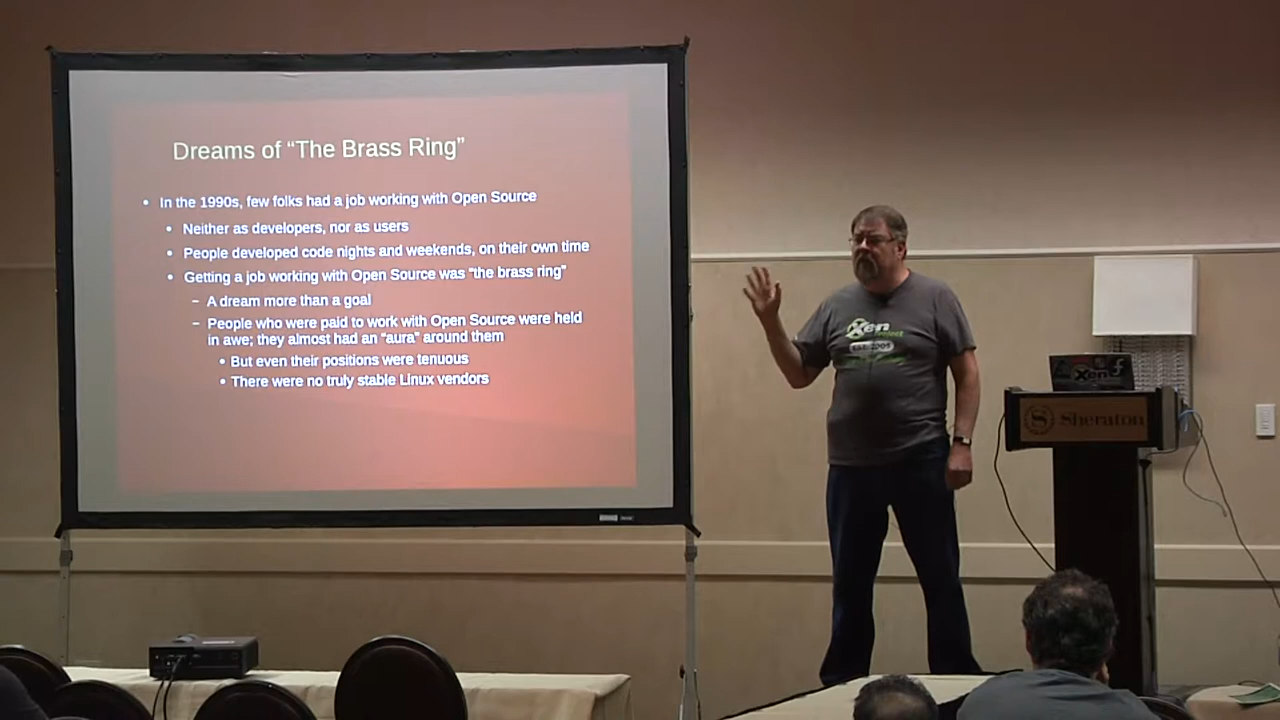 Dreams of “The Brass Ring”
• In the 1990s, few folks had a job working with Open Source
• Neither as developers, nor as users
• People developed code nights and weekends, on their own time
• Getting a job working with Open Source was “the brass ring”
– A dream more than a goal
– People who were paid to work with Open Source were held
in awe; they almost had an “aura” around them
• But even their positions were tenuous
• There were no truly stable Linux vendors
Xen
Project
EST. 2003
Xen
S Sheraton